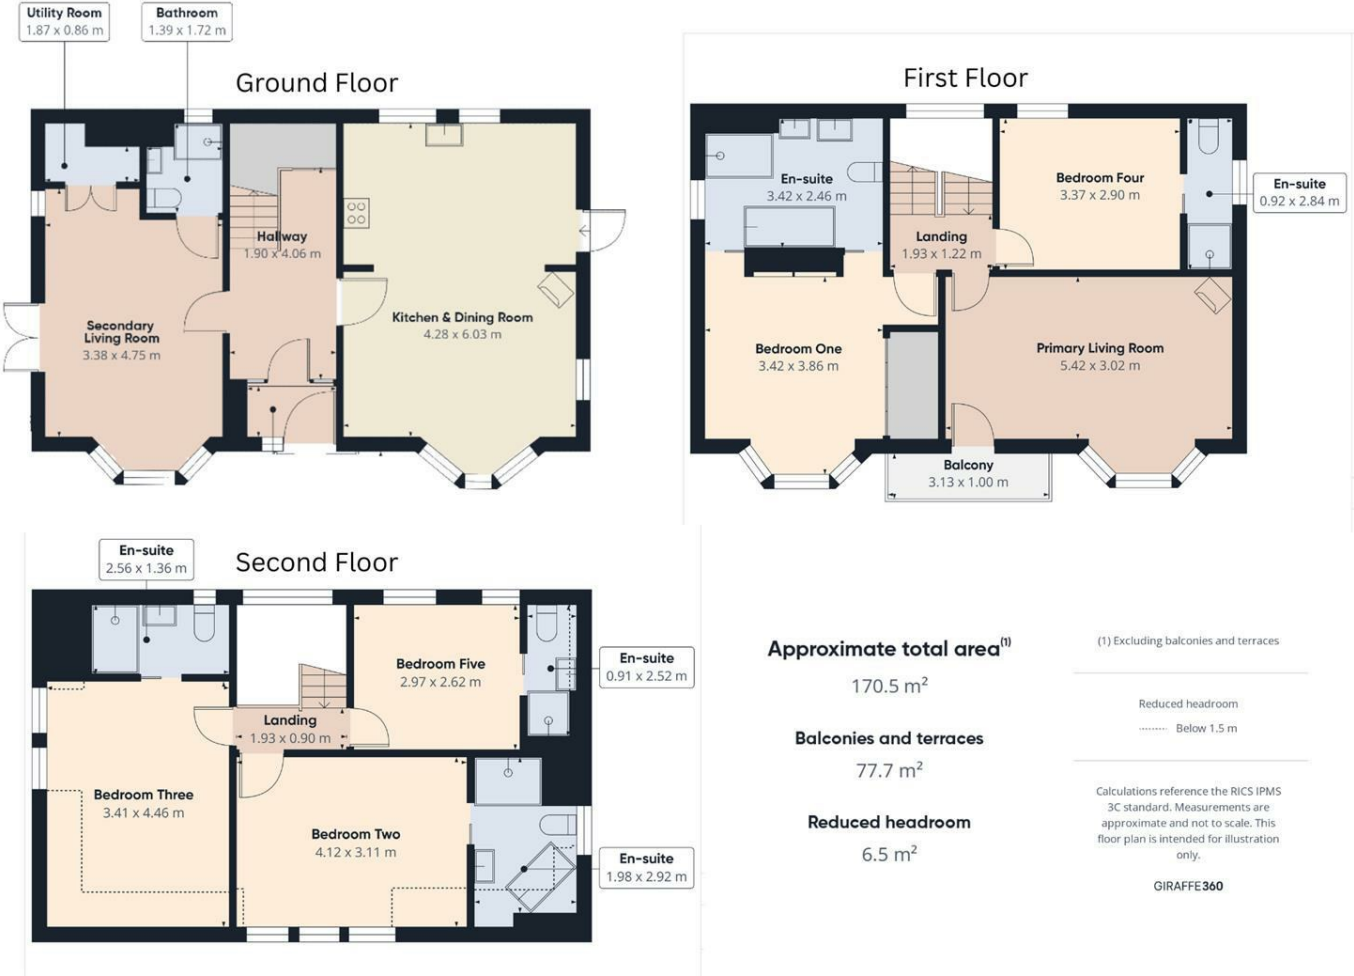 Utility Room
1.87 x 0.86 m
Bathroom
1.39 x 1.72 m
Ground Floor
Hallway
1.90 x 4.06 m
Secondary
Living Room
3.38 x 4.75 m
Kitchen & Dining Room
4.28 x 6.03 m
First Floor
En-suite
3.42 x 2.46 m
Bedroom Four
3.37 x 2.90 m
En-suite
0.92 x 2.84 m
Landing
1.93 x 1.22 m
Bedroom One
3.42 x 3.86 m
Primary Living Room
5.42 x 3.02 m
Balcony
3.13 x 1.00 m
Second Floor
En-suite
2.56 x 1.36 m
Bedroom Five
2.97 x 2.62 m
En-suite
0.91 x 2.52 m
Landing
1.93 x 0.90 m
Bedroom Three
3.41 x 4.46 m
Bedroom Two
4.12 x 3.11 m
En-suite
1.98 x 2.92 m
Approximate total area(1)
170.5 m²
Balconies and terraces
77.7 m²
Reduced headroom
6.5 m²
(1) Excluding balconies and terraces
Reduced headroom
Below 1.5 m
Calculations reference the RICS IPMS
3C standard. Measurements are
approximate and not to scale. This
floor plan is intended for illustration
only.
GIRAFFE360